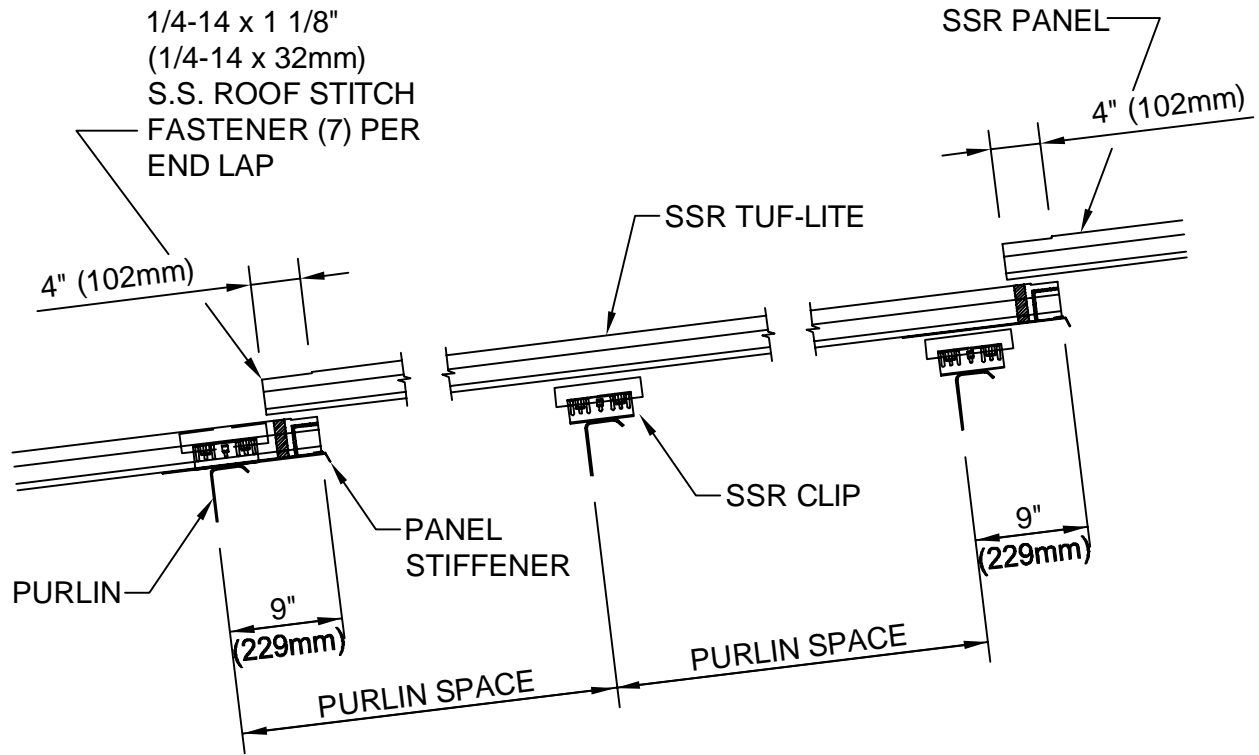 1/4-14 x 1 1/8"
(1/4-14 x 32mm)
S.S. ROOF STITCH
FASTENER (7) PER
END LAP
SSR PANEL
4" (102mm)
SSR TUF-LITE
4" (102mm)
SSR CLIP
PANEL
STIFFENER
PURLIN
9"
(229mm)
9"
(229mm)
PURLIN SPACE
PURLIN SPACE